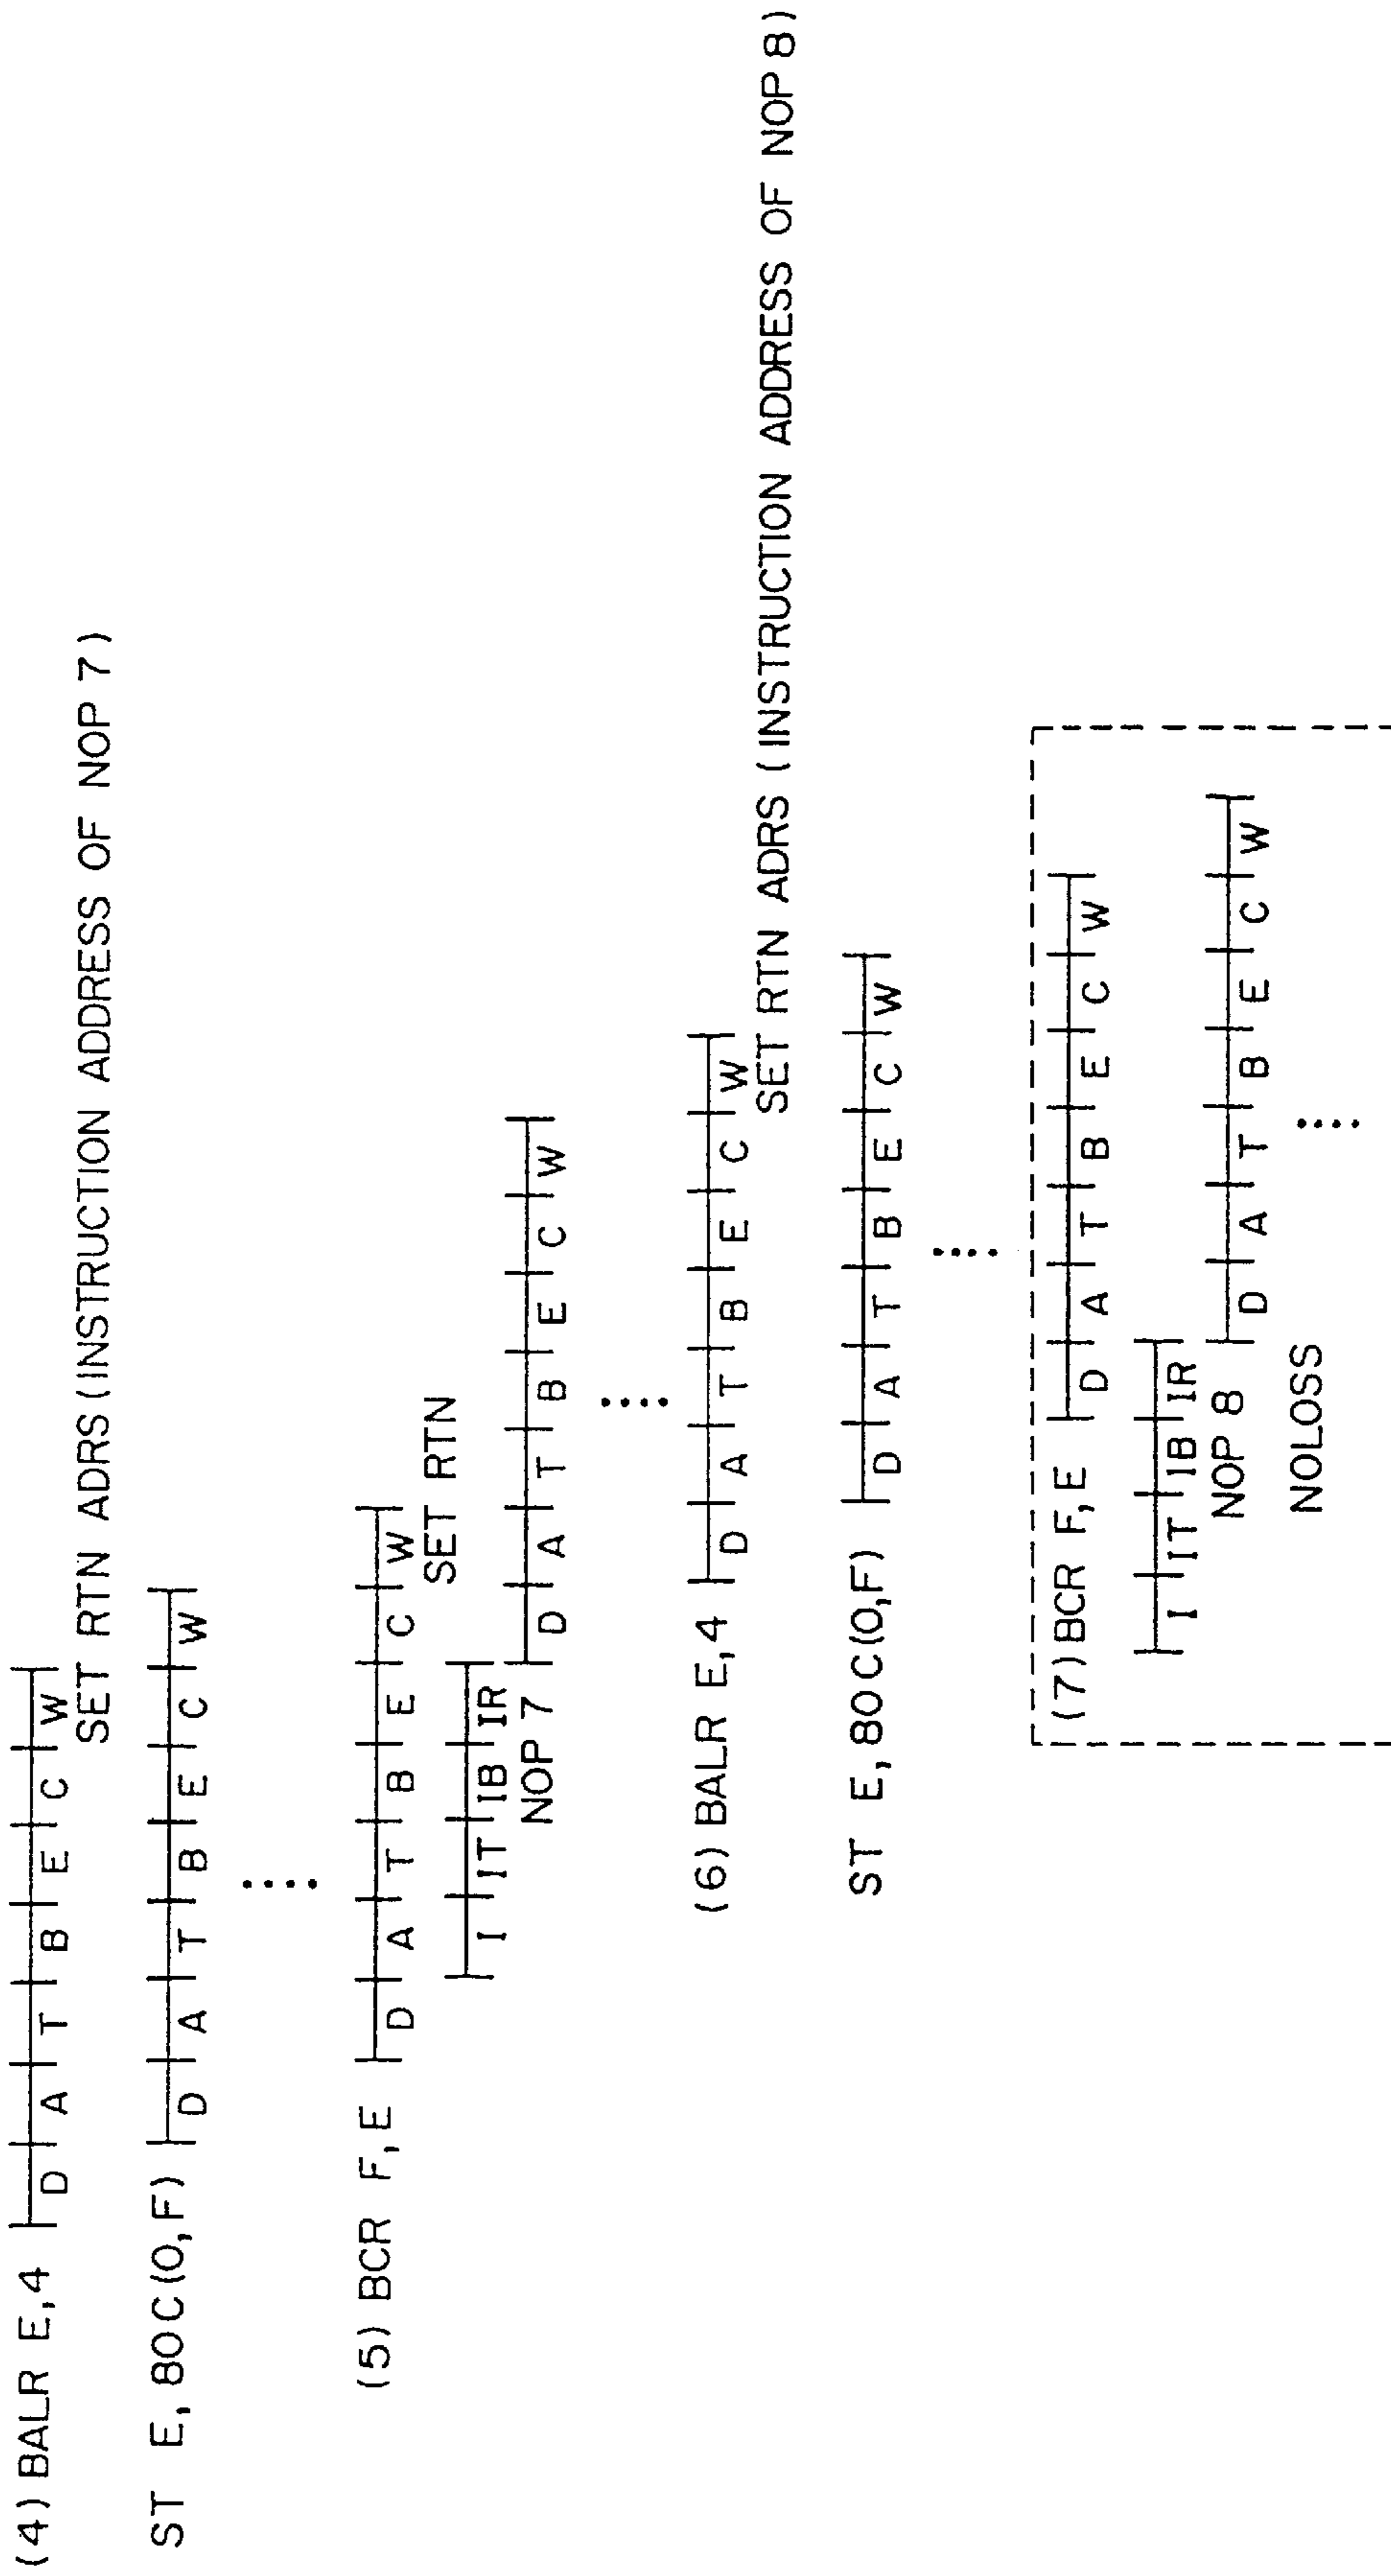 (4) BALR E,4
D A T B E C W
SET RTN ADRS (INSTRUCTION ADDRESS OF NOP 7)
ST E, 80C (0,F)
D A T B E C W
(5) BCR F,E
D A T B E C W
SET RTN
I IT IB IR
NOP 7
D A T B E C W
(6) BALR E,4
D A T B E C W
SET RTN ADRS (INSTRUCTION ADDRESS OF NOP 8)
ST E, 80C (0,F)
D A T B E C W
(7) BCR F,E
D A T B E C W
I IT IB IR
NOP 8
D A T B E C W
NOLOSS